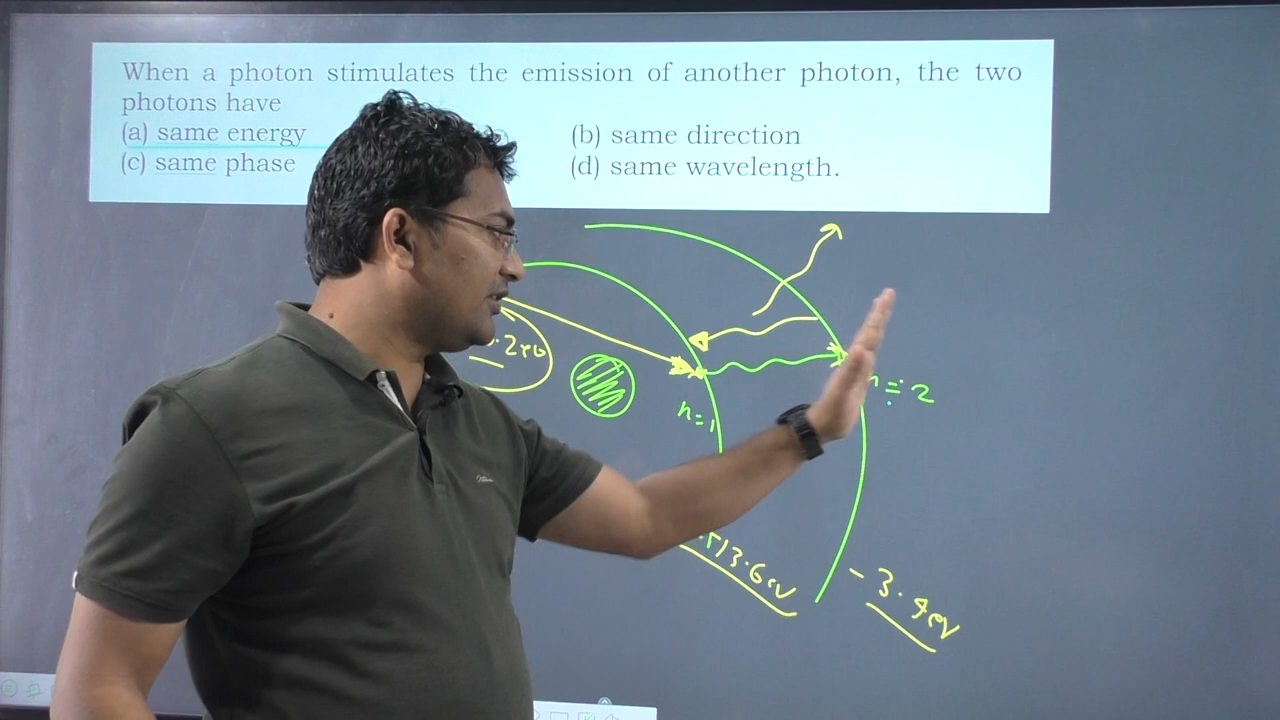 When a photon stimulates the emission of another photon, the two
photons have
(a) same energy (b) same direction
(c) same phase (d) same wavelength.
n=1
n=2
13.6ev
-3.4ev